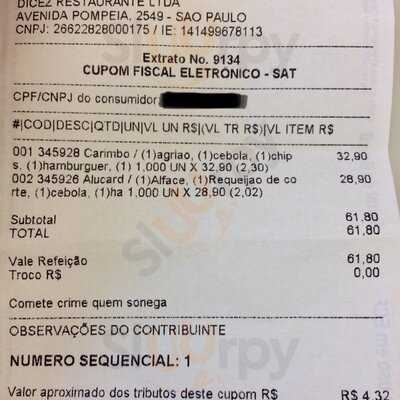 DICEZ RESTAURANTE LTDA
AVENIDA POMPEIA, 2549 - SAO PAULO
CNPJ: 26622828000175 / IE: 141499678113
Extrato No. 9134
CUPOM FISCAL ELETRÔNICO - SAT
CPF/CNPJ do consumidor
#|COD|DESC|QTD|UN|VL UN R$|(VL TR R$)|VL ITEM R$
001 345928 Carimbo / (1)agriao, (1)cebola, (1)chip 32,90
s, (1)hamburguer, (1) 1.000 UN X 32,90 (2,30)
002 345926 Alucard / (1)Alface, (1)Requeijao de co 28,90
rte, (1)cebola, (1)ha 1.000 UN X 28,90 (2,02)
Subtotal 61,80
TOTAL 61,80
Vale Refeição 61,80
Troco R$ 0,00
Comete crime quem sonega
OBSERVAÇÕES DO CONTRIBUINTE
NUMERO SEQUENCIAL: 1
Valor aproximado dos tributos deste cupom R$ R$ 4,32
Sluurpy